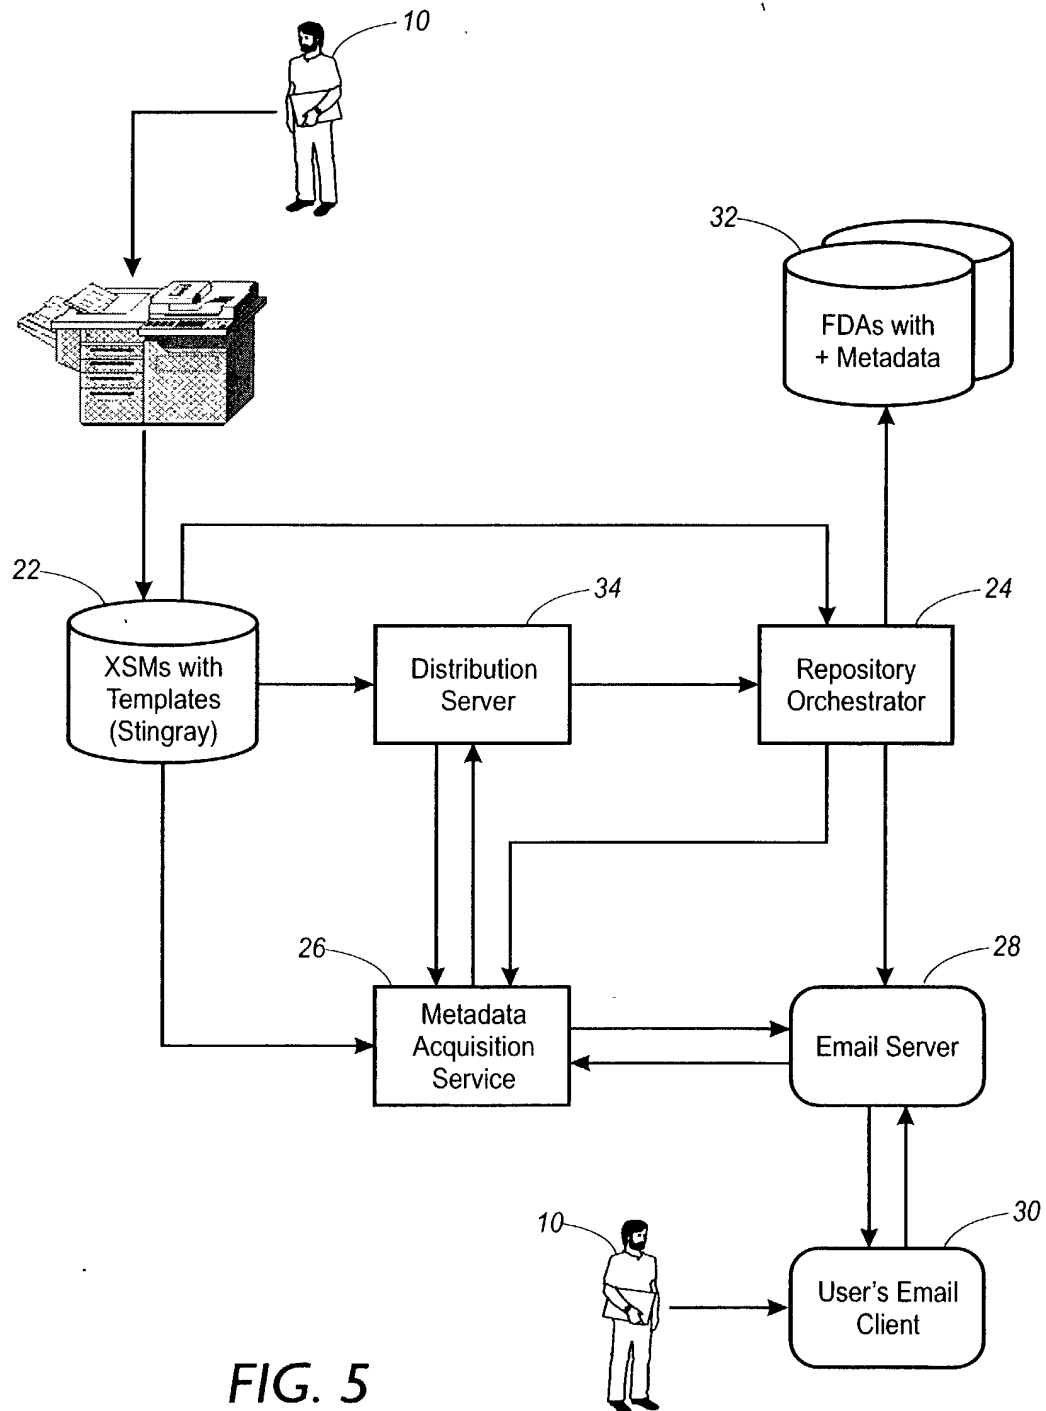 10
32
FDAs with
+ Metadata
22
34
24
XSMs with
Templates
(Stingray)
Distribution
Server
Repository
Orchestrator
26
28
Metadada
Acquisition
Service
Email Server
10
30
User's Email
Client
FIG. 5